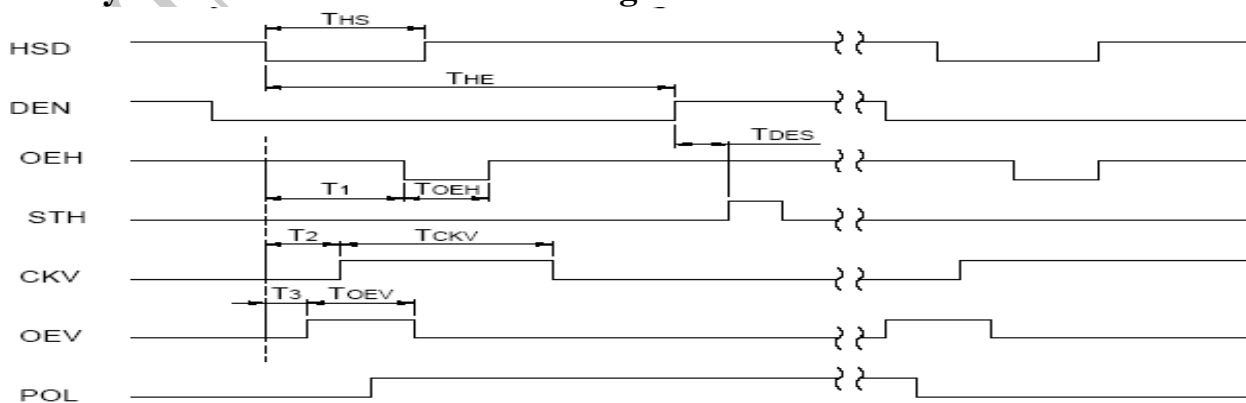 THS
HSD
THE
DEN
TDES
OEH
T1 TOEH
STH
T2 TCKV
CKV
T3 TOEV
OEV
POL